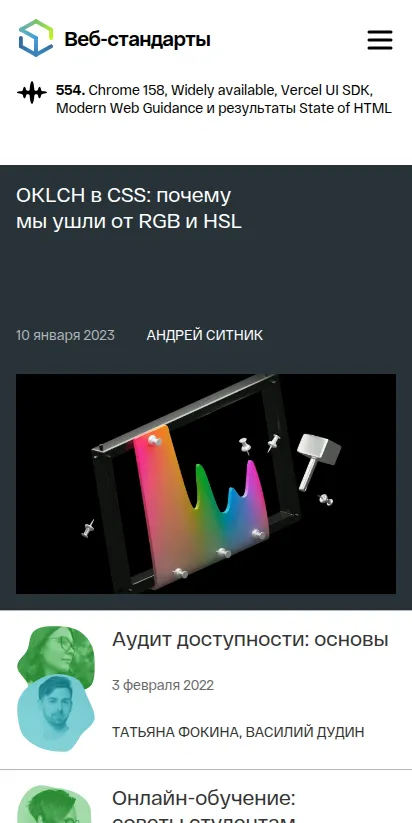 Веб-стандарты
554. Chrome 158, Widely available, Vercel UI SDK,
Modern Web Guidance и результаты State of HTML
OKLCH в CSS: почему
мы ушли от RGB и HSL
10 января 2023 АНДРЕЙ СИТНИК
Аудит доступности: основы
3 февраля 2022
ТАТЬЯНА ФОКИНА, ВАСИЛИЙ ДУДИН
Онлайн-обучение:
советы студентам